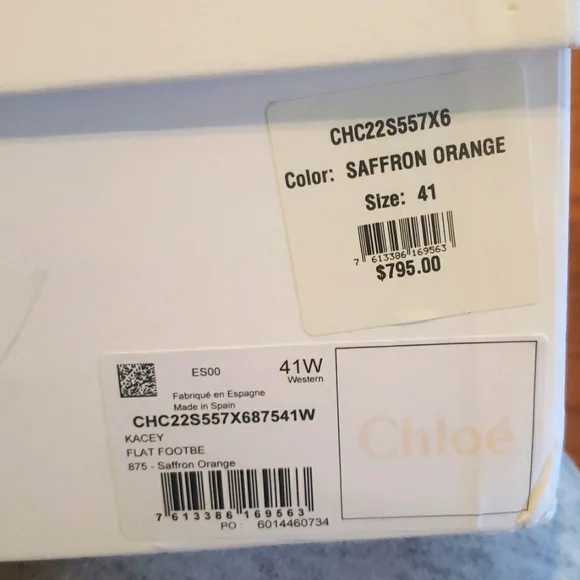 CHC22S557X6
Color: SAFFRON ORANGE
Size: 41
7 613386 169563
$795.00
ES00
41W
Western
Fabriqué en Espagne
Made in Spain
CHC22S557X687541W
KACEY
FLAT FOOTBE
875 - Saffron Orange
7 613386 169563
PO : 6014460734
Chloé